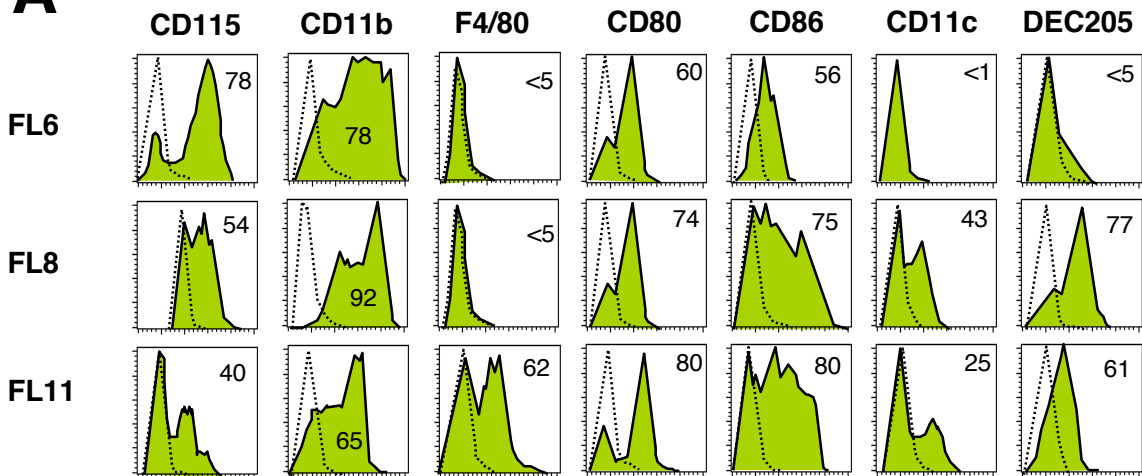 A
CD115 CD11b F4/80 CD80 CD86 CD11c DEC205
FL6 78 78 <5 60 56 <1 <5
FL8 54 92 <5 74 75 43 77
FL11 40 65 62 80 80 25 61